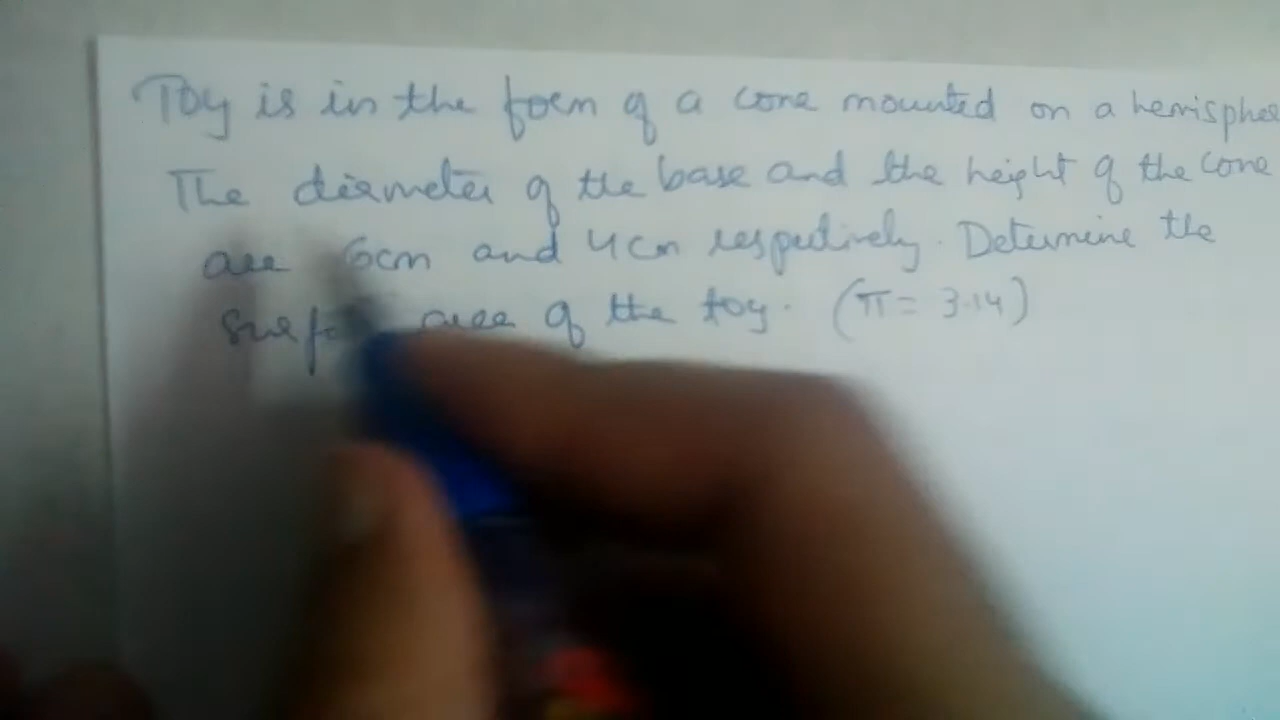 Toy is in the form of a cone mounted on a hemisphe
The diameter of the base and the height of the cone
are 6cm and 4cm respectively. Determine the
area of the toy. (π = 3.14)